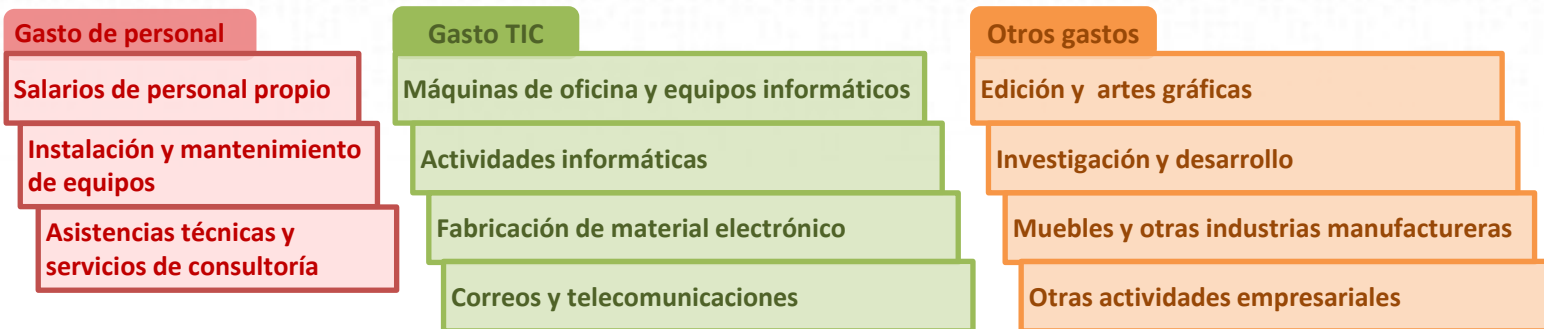 Gasto de personal
Salarios de personal propio
Instalación y mantenimiento
de equipos
Asistencias técnicas y
servicios de consultoría
Gasto TIC
Máquinas de oficina y equipos informáticos
Actividades informáticas
Fabricación de material electrónico
Correos y telecomunicaciones
Otros gastos
Edición y artes gráficas
Investigación y desarrollo
Muebles y otras industrias manufactureras
Otras actividades empresariales